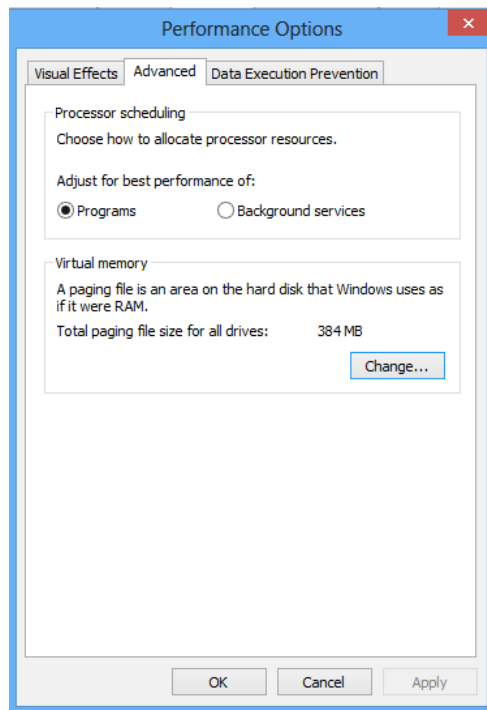 Performance Options
Visual Effects
Advanced
Data Execution Prevention
Processor scheduling
Choose how to allocate processor resources.
Adjust for best performance of:
Programs
Background services
Virtual memory
A paging file is an area on the hard disk that Windows uses as
if it were RAM.
Total paging file size for all drives: 384 MB
Change...
OK
Cancel
Apply